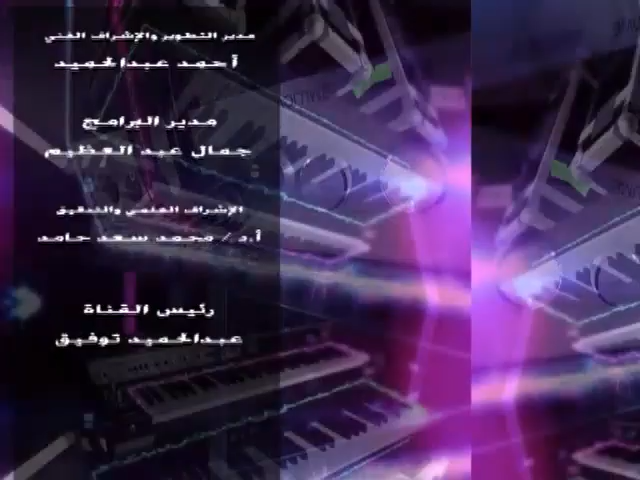 مدير التطوير والإشراف الفني
أحمد عبدالحميد
مدير البرامج
جمال عبد العظيم
الإشراف العلمي والتدقيق
أ.د / محمد سعد حامد
رئيس القناة
عبدالحميد توفيق